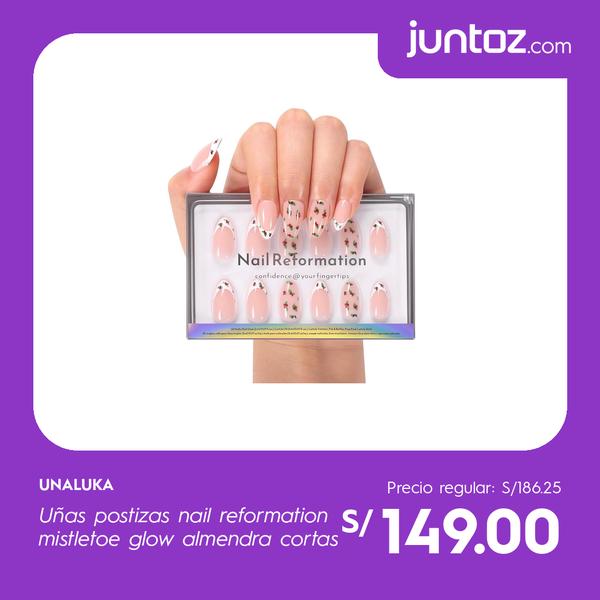 juntoz.com
Nail Reformation
confidence@yourfingertips
UNALUKA
Precio regular: S/186.25
Uñas postizas nail reformation
mistletoe glow almendra cortas
S/149.00